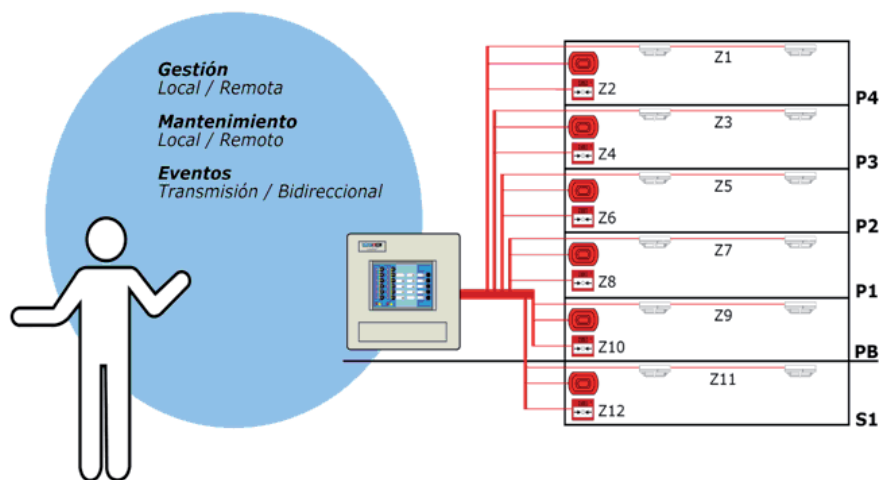 Gestión
Local / Remota
Mantenimiento
Local / Remoto
Eventos
Transmisión / Bidireccional
Z1
Z2
P4
Z3
Z4
P3
Z5
Z6
P2
Z7
Z8
P1
Z9
Z10
PB
Z11
Z12
S1